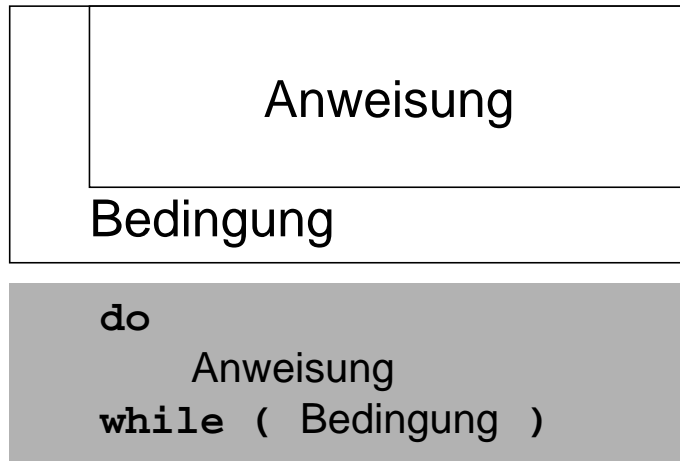 Anweisung
Bedingung
do
Anweisung
while ( Bedingung )